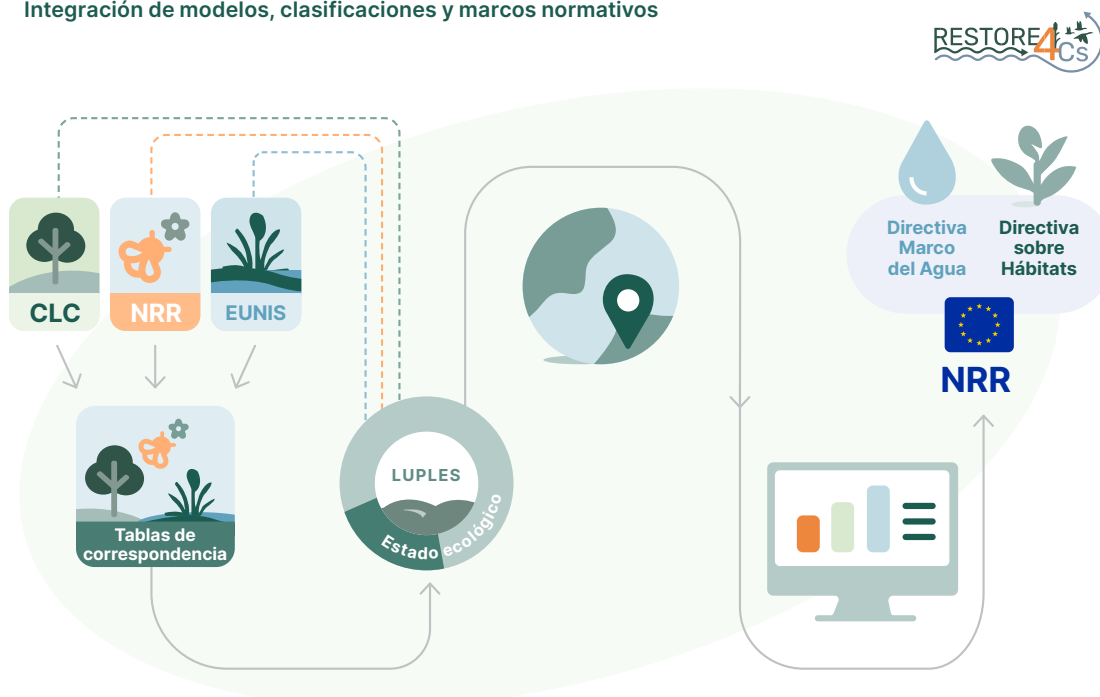 Integración de modelos, clasificaciones y marcos normativos
RESTORE4Cs
CLC
NRR
EUNIS
Directiva
Marco
del Agua
Directiva
sobre
Hábitats
NRR
LUPLES
Estado ecológico
Tablas de
correspondencia